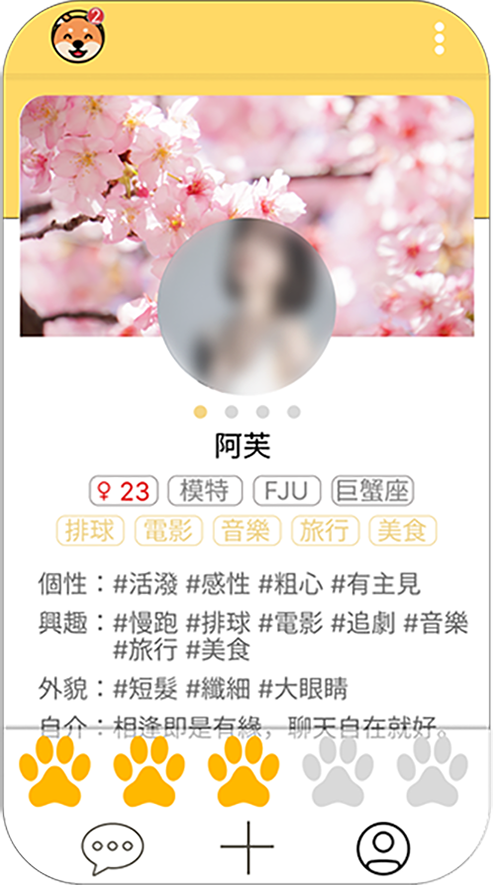 2
阿芙
♀ 23 模特 FJU 巨蟹座
排球 電影 音樂 旅行 美食
個性：#活潑 #感性 #粗心 #有主見
興趣：#慢跑 #排球 #電影 #追劇 #音樂
#旅行 #美食
外貌：#短髮 #纖細 #大眼睛
自介：相逢即是有緣，聊天自在就好。